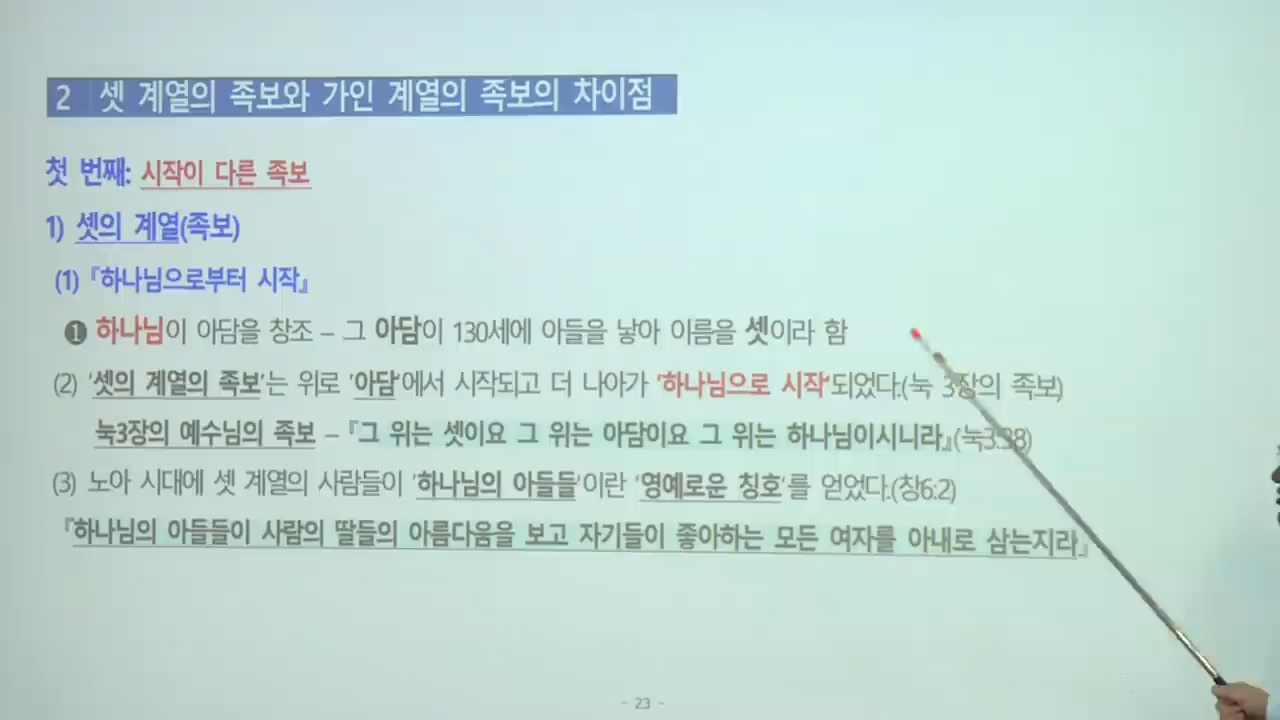 2 셋 계열의 족보와 가인 계열의 족보의 차이점
첫 번째: 시작이 다른 족보
1) 셋의 계열(족보)
(1) 『하나님으로부터 시작』
❶ 하나님이 아담을 창조 – 그 아담이 130세에 아들을 낳아 이름을 셋이라 함
(2) '셋의 계열의 족보'는 위로 '아담'에서 시작되고 더 나아가 '하나님으로 시작'되었다.(눅 3장의 족보)
눅3장의 예수님의 족보 – 『그 위는 셋이요 그 위는 아담이요 그 위는 하나님이시니라』(눅3:38)
(3) 노아 시대에 셋 계열의 사람들이 '하나님의 아들들'이란 '영예로운 칭호'를 얻었다.(창6:2)
『하나님의 아들들이 사람의 딸들의 아름다움을 보고 자기들이 좋아하는 모든 여자를 아내로 삼는지라』
- 23 -